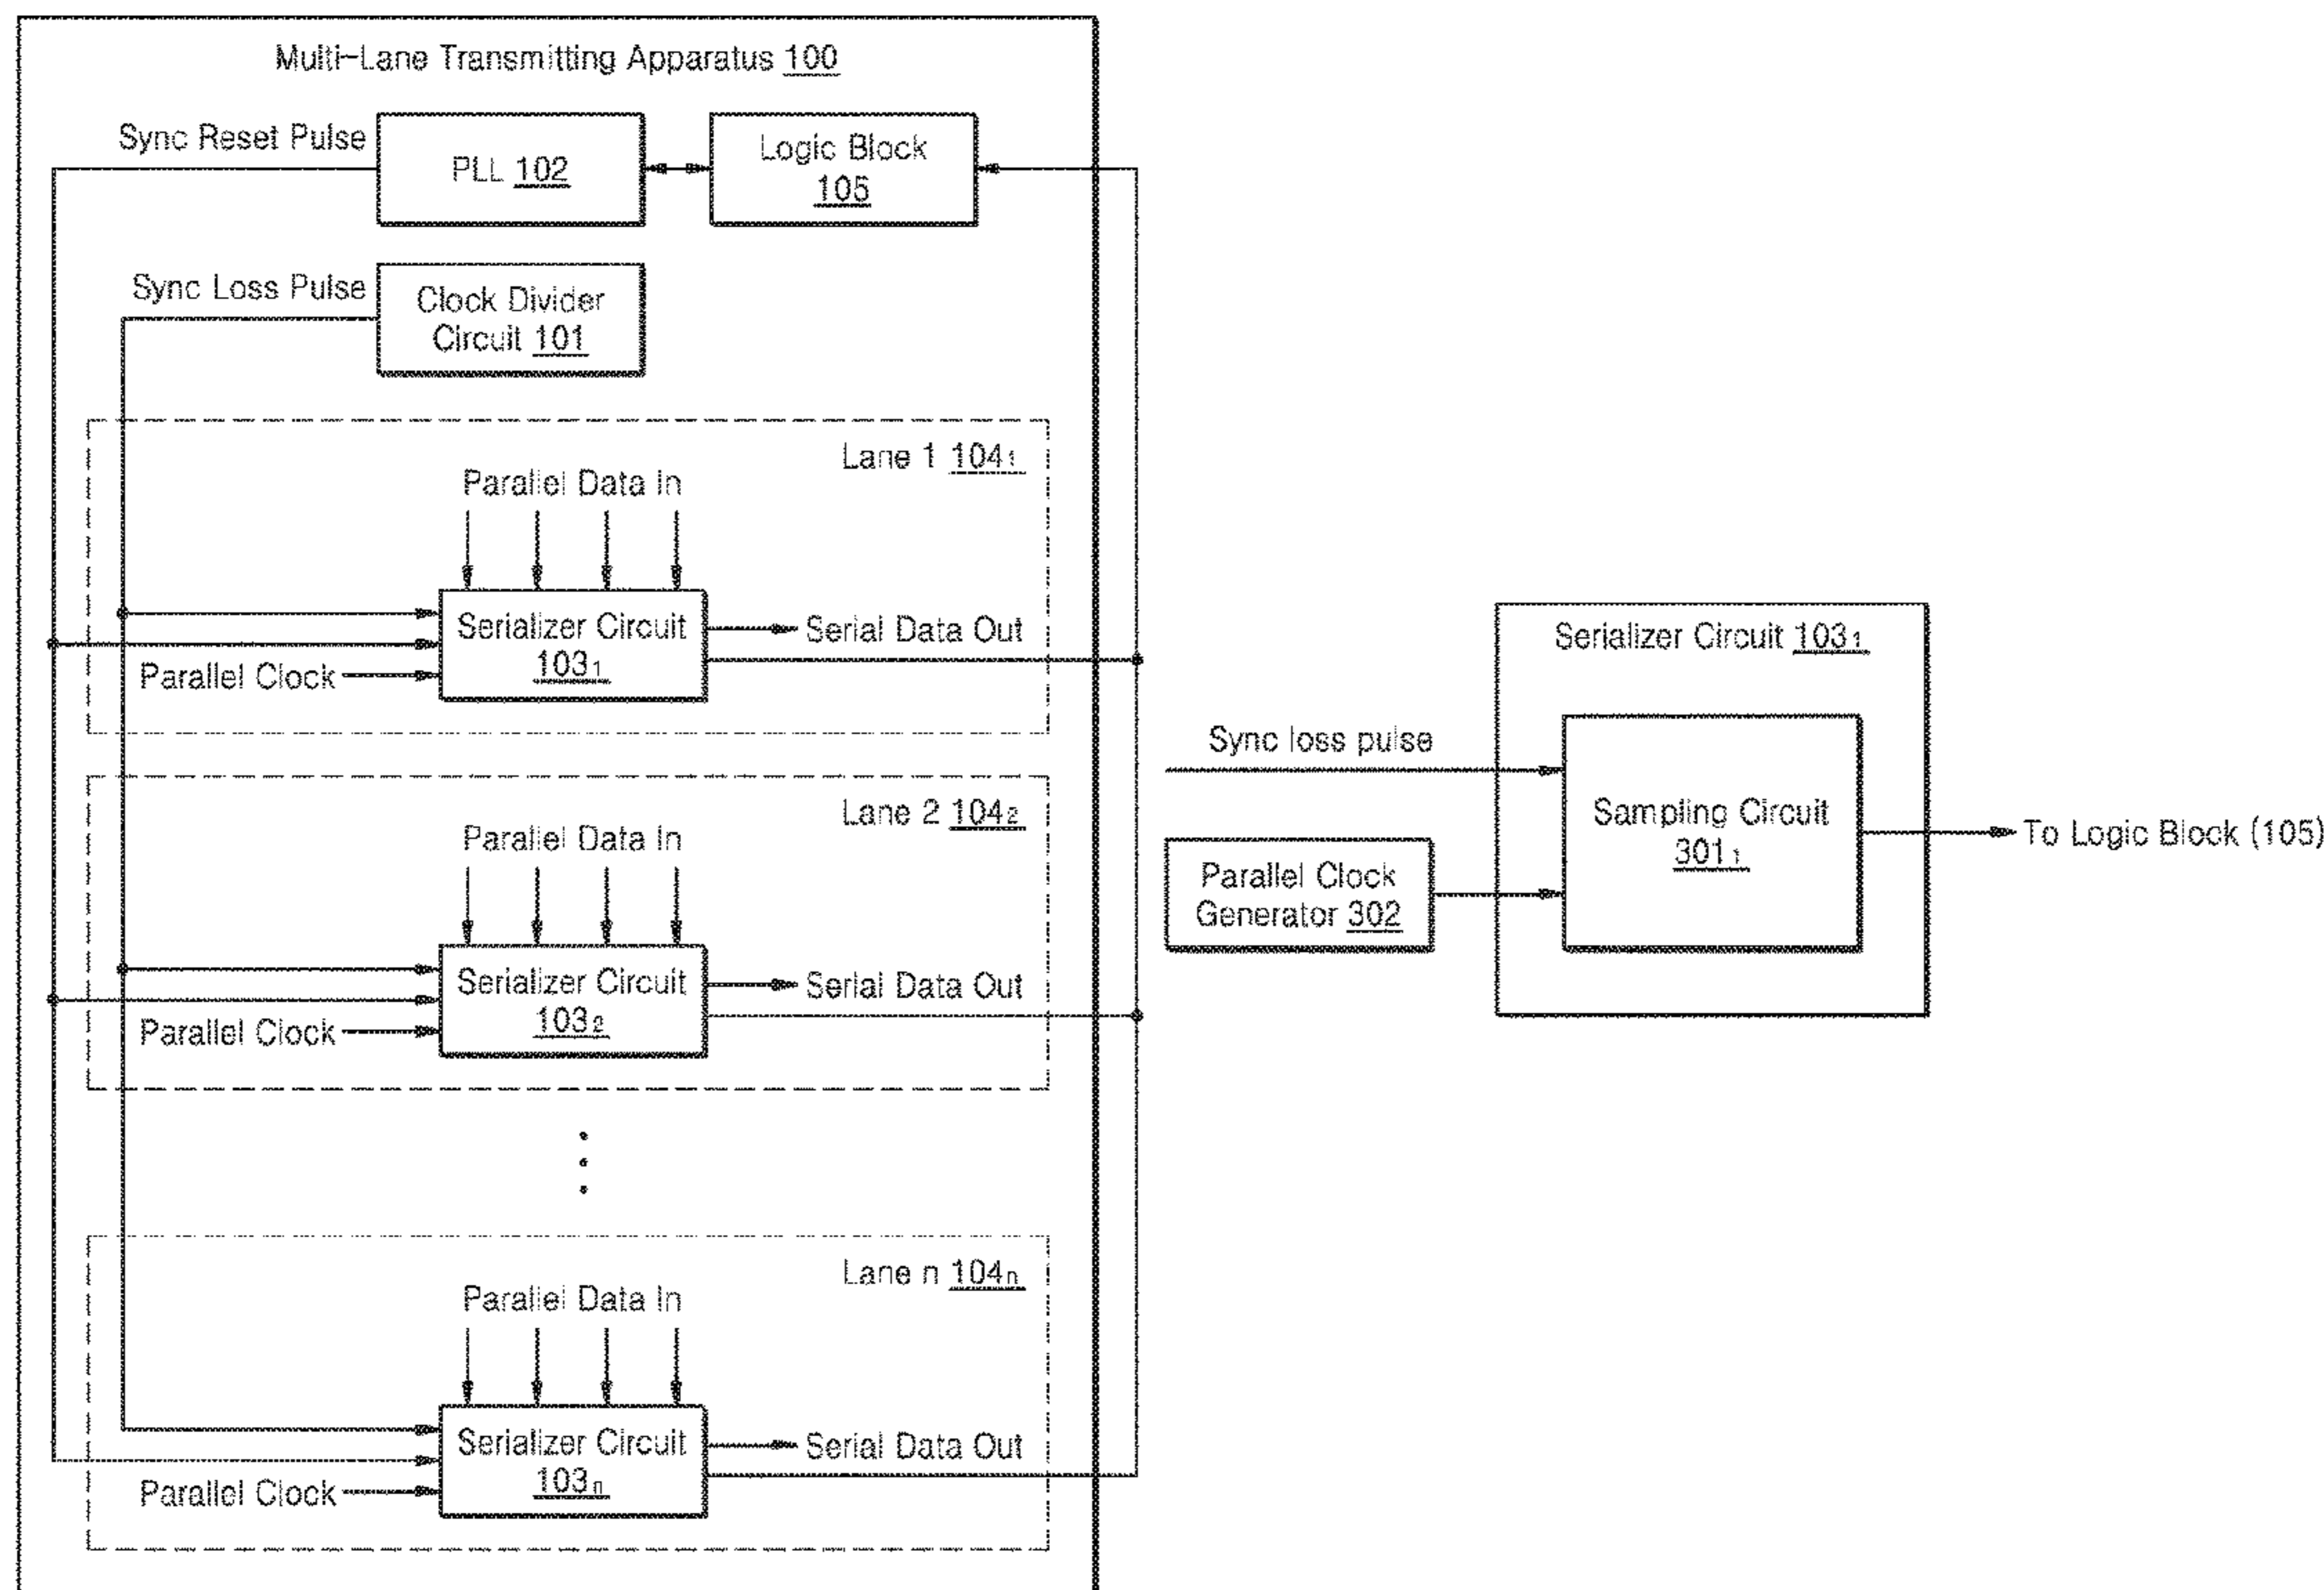 Multi-Lane Transmitting Apparatus 100
Sync Reset Pulse
PLL 102
Logic Block
105
Sync Loss Pulse
Clock Divider
Circuit 101
Lane 1 104₁
Parallel Data In
Serializer Circuit
103₁
Serial Data Out
Parallel Clock
Lane 2 104₂
Parallel Data In
Serializer Circuit
103₂
Serial Data Out
Parallel Clock
Lane n 104ₙ
Parallel Data In
Serializer Circuit
103ₙ
Serial Data Out
Parallel Clock
Serializer Circuit 103₁
Sync loss pulse
Sampling Circuit
301₁
To Logic Block (105)
Parallel Clock
Generator 302